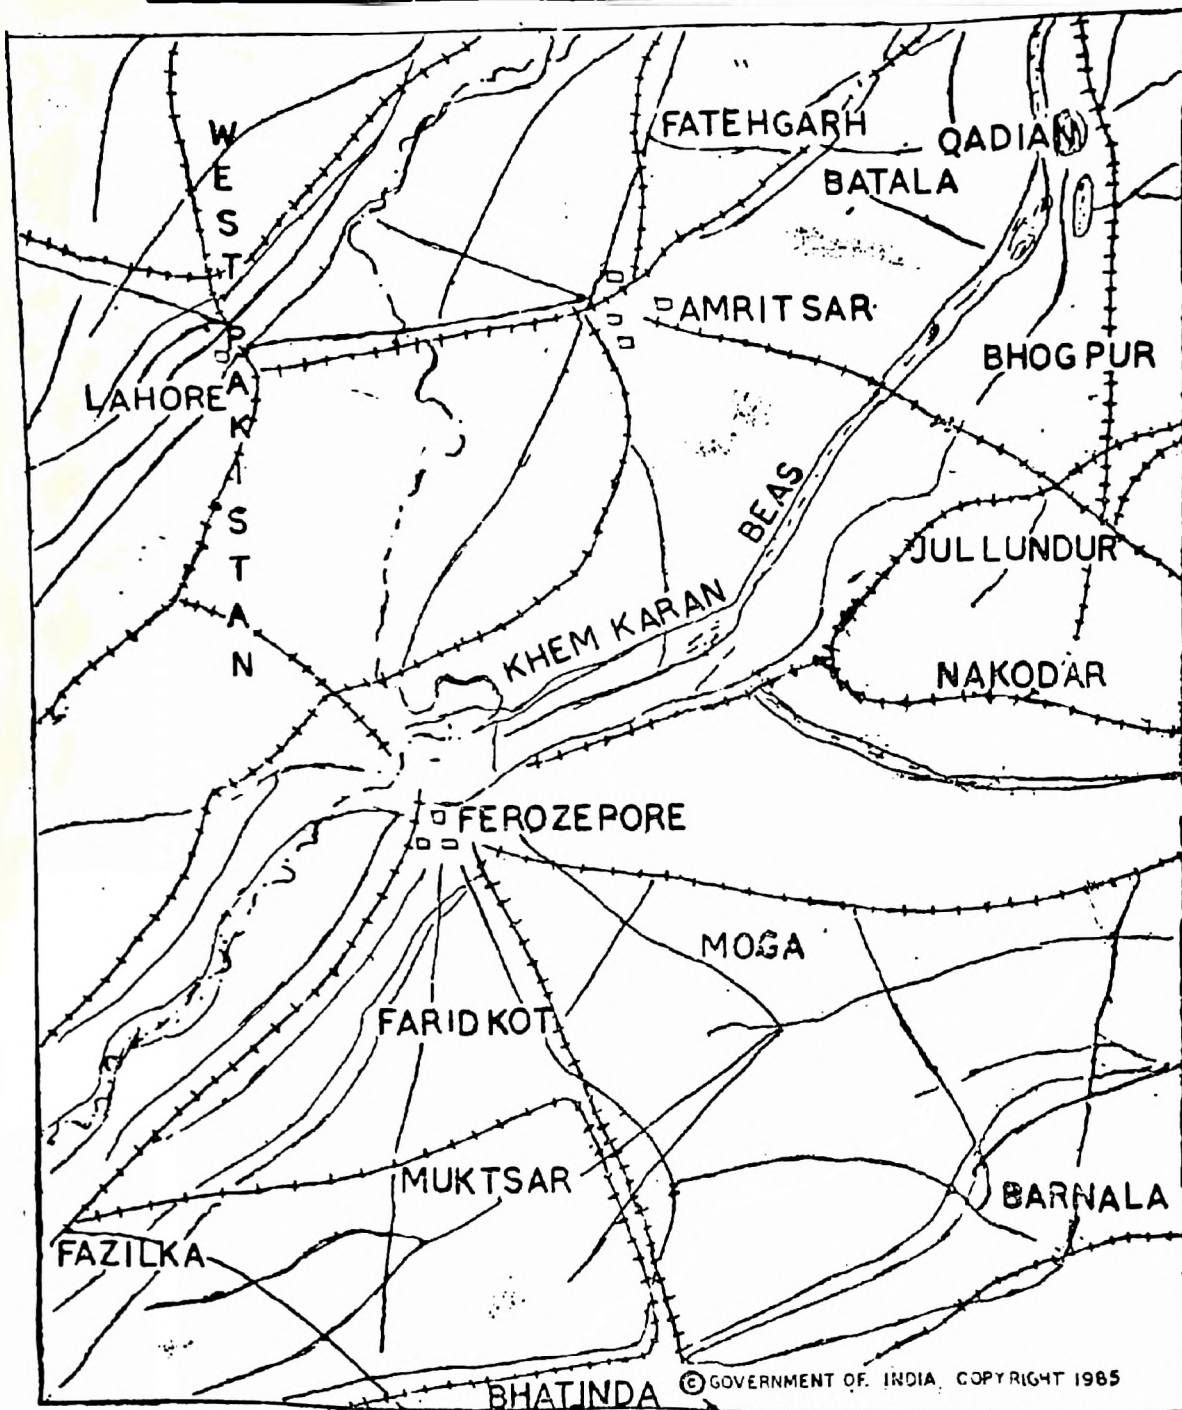 FATEHGARH
QADIAN
BATALA
WEST PAKISTAN
AMRITSAR
BHOGPUR
LAHORE
BEAS
JULLUNDUR
KHEM KARAN
NAKODAR
FEROZEPORE
MOGA
FARIDKOT
MUKTSAR
BARNALA
FAZILKA
BHATINDA
© GOVERNMENT OF INDIA, COPYRIGHT 1985